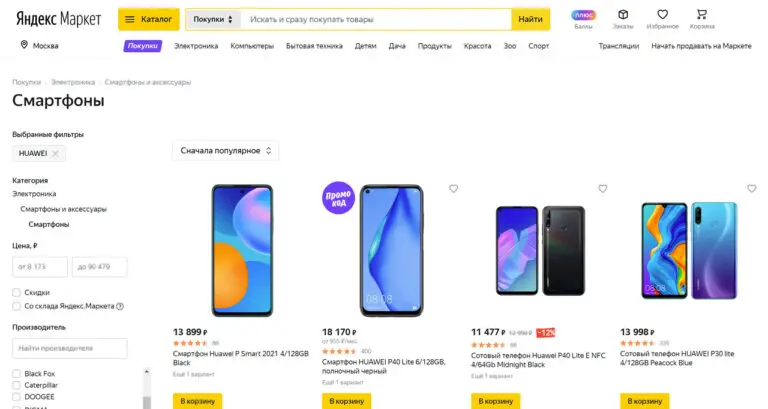 Яндекс Маркет
Каталог
Покупки
Искать и сразу покупать товары
Найти
плюс
Баллы
Заказы
Избранное
Корзина
Москва
Покупки Электроника Компьютеры Бытовая техника Детям Дача Продукты Красота Зоо Спорт
Трансляции Начать продавать на Маркете
Покупки Электроника Смартфоны и аксессуары
Смартфоны
Выбранные фильтры
HUAWEI
Сначала популярное
Категория
Электроника
Смартфоны и аксессуары
Смартфоны
Цена, ₽
от 8 173
до 90 479
Скидки
Со склада Яндекс.Маркета
Производитель
Найти производителя
Black Fox
Caterpillar
DOOGEE
13 899 ₽
Смартфон Huawei P Smart 2021 4/128GB
Black
Ещё 1 вариант
В корзину
Промо
код
08:08
18 170 ₽
от 955 ₽/мес
400
Смартфон HUAWEI P40 Lite 6/128GB,
полночный черный
Ещё 1 вариант
В корзину
11 477 ₽ 12 990 ₽ -12%
Сотовый телефон Huawei P40 Lite E NFC
4/64Gb Midnight Black
Ещё 1 вариант
В корзину
08:08
13 998 ₽
Сотовый телефон HUAWEI P30 lite
4/128GB Peacock Blue
В корзину